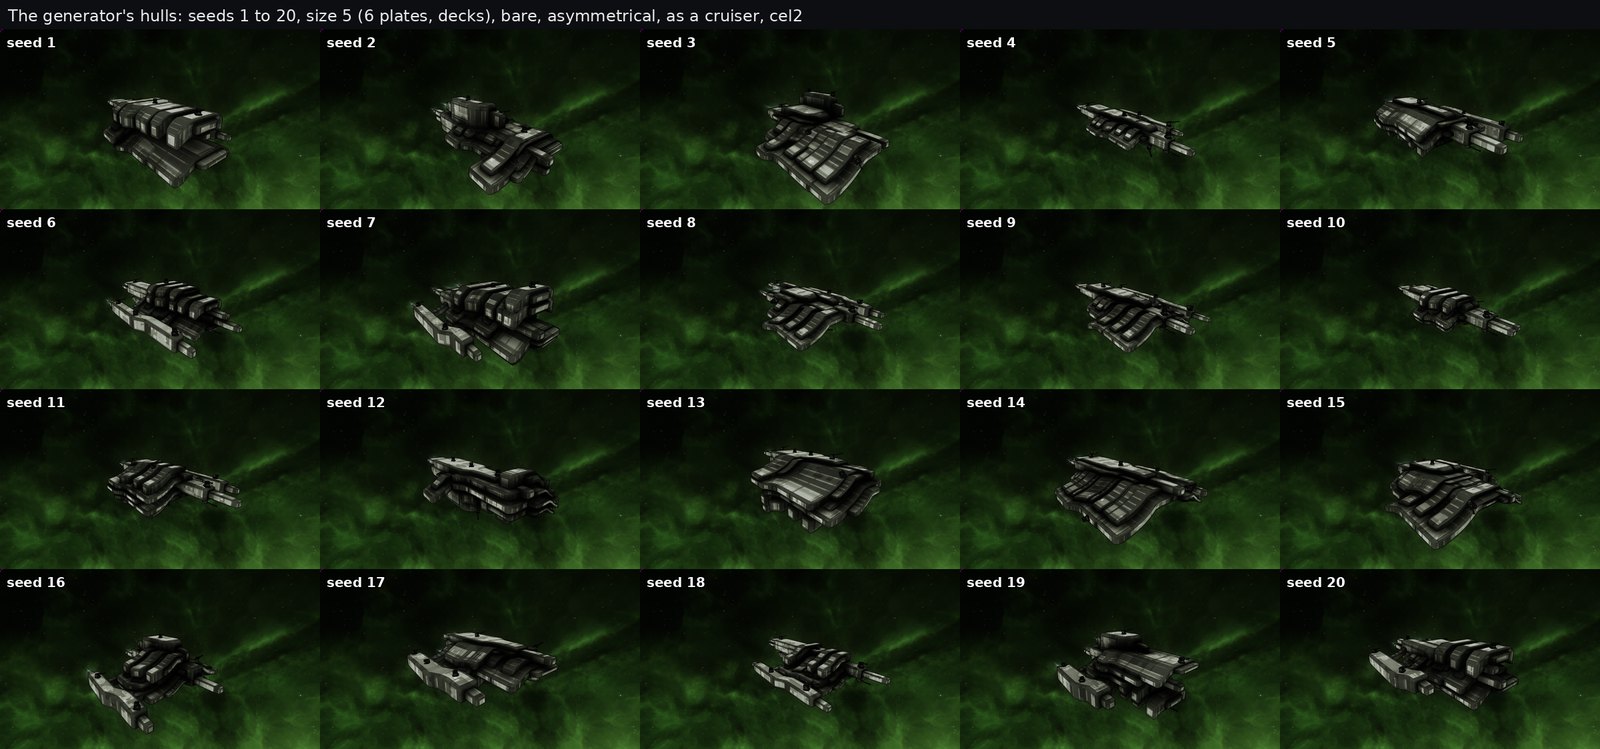 The generator's hulls: seeds 1 to 20, size 5 (6 plates, decks), bare, asymmetrical, as a cruiser, cel2
seed 1
seed 2
seed 3
seed 4
seed 5
seed 6
seed 7
seed 8
seed 9
seed 10
seed 11
seed 12
seed 13
seed 14
seed 15
seed 16
seed 17
seed 18
seed 19
seed 20